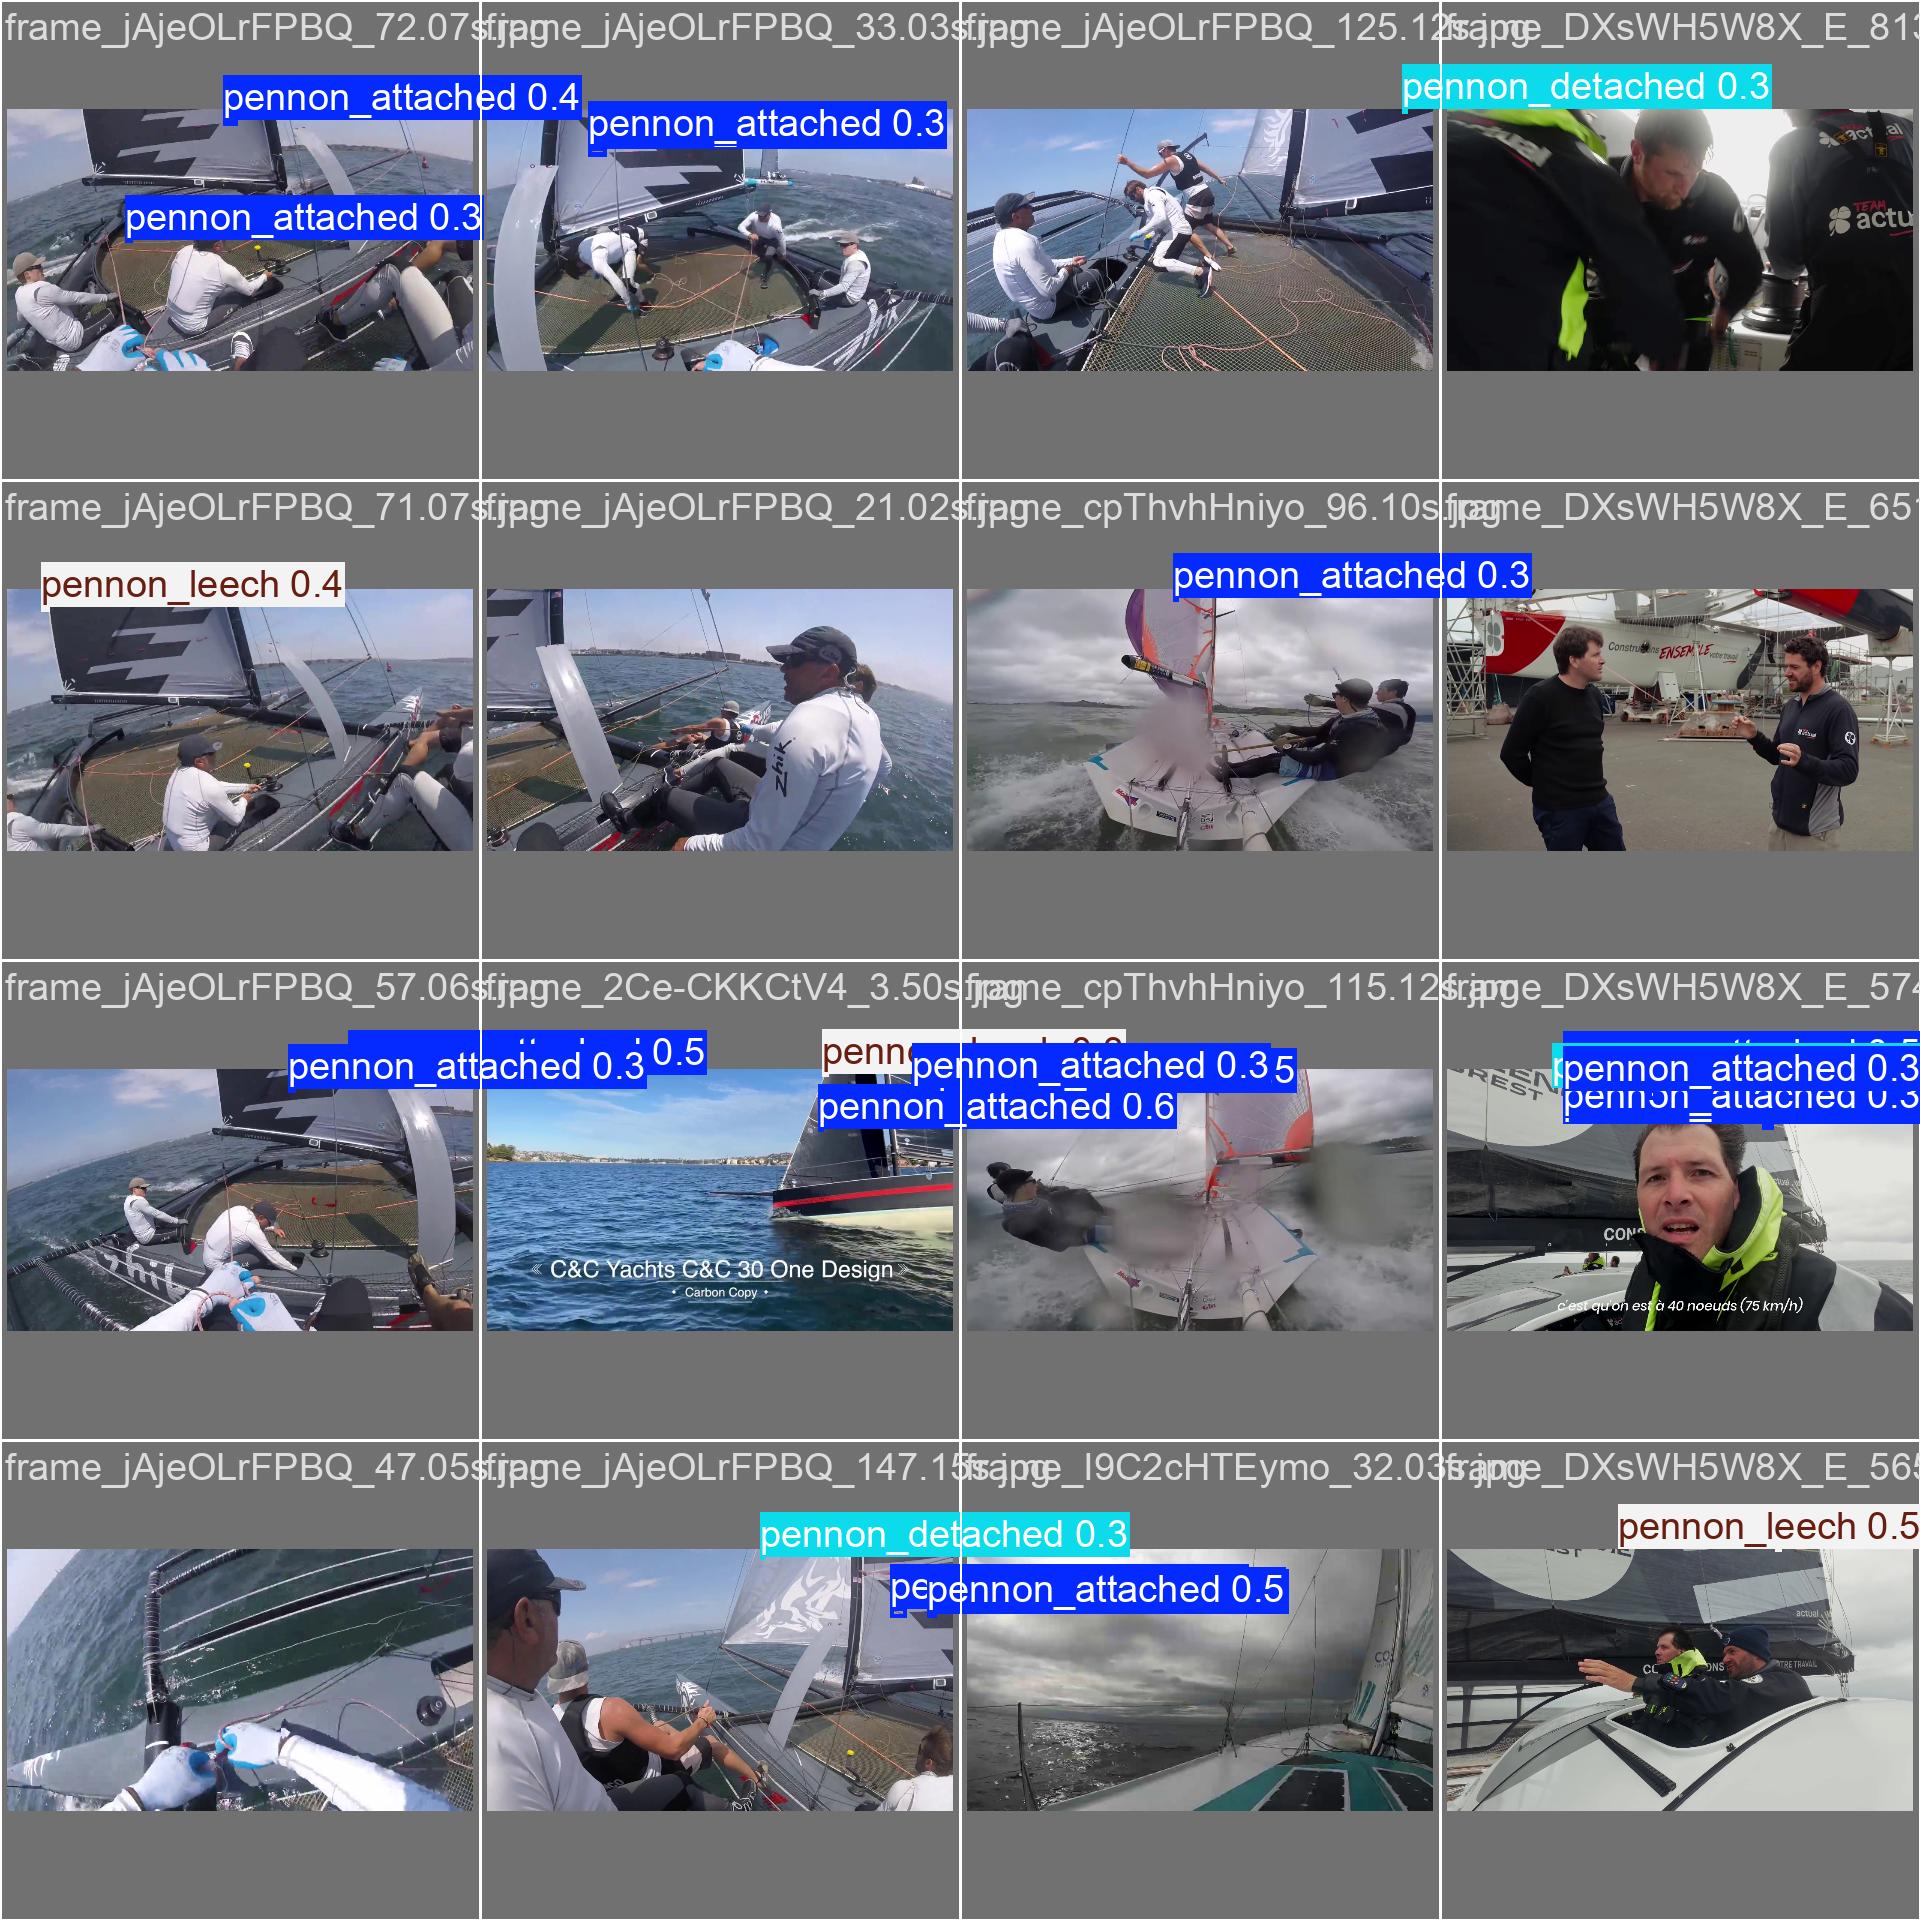 frame_jAjeOLrFPBQ_72.07s.jpg
frame_jAjeOLrFPBQ_33.03s.jpg
frame_jAjeOLrFPBQ_125.12s.jpg
frame_DXsWH5W8X_E_813
pennon_attached 0.4
pennon_attached 0.3
pennon_attached 0.3
pennon_detached 0.3
TEAM
actual
TEAM
actu
frame_jAjeOLrFPBQ_71.07s.jpg
frame_jAjeOLrFPBQ_21.02s.jpg
frame_cpThvhHniyo_96.10s.jpg
frame_DXsWH5W8X_E_651
pennon_leech 0.4
pennon_attached 0.3
zhik
ENSEMBLE
votre travail
frame_jAjeOLrFPBQ_57.06s.jpg
frame_2Ce-CKKCtV4_3.50s.jpg
frame_cpThvhHniyo_115.12s.jpg
frame_DXsWH5W8X_E_574
0.5
pennon_attached 0.3
pennon_attached 0.3
5
pennon_attached 0.6
pennon_attached 0.3
pennon_attached 0.3
BREST
CONS
« C&C Yachts C&C 30 One Design »
• Carbon Copy •
c'est qu'on est à 40 noeuds (75 km/h)
frame_jAjeOLrFPBQ_47.05s.jpg
frame_jAjeOLrFPBQ_147.15s.jpg
frame_I9C2cHTEymo_32.03s.jpg
frame_DXsWH5W8X_E_565
pennon_detached 0.3
pe
pennon_attached 0.5
pennon_leech 0.5
actual
CO
ONS
TRE TRAVAIL